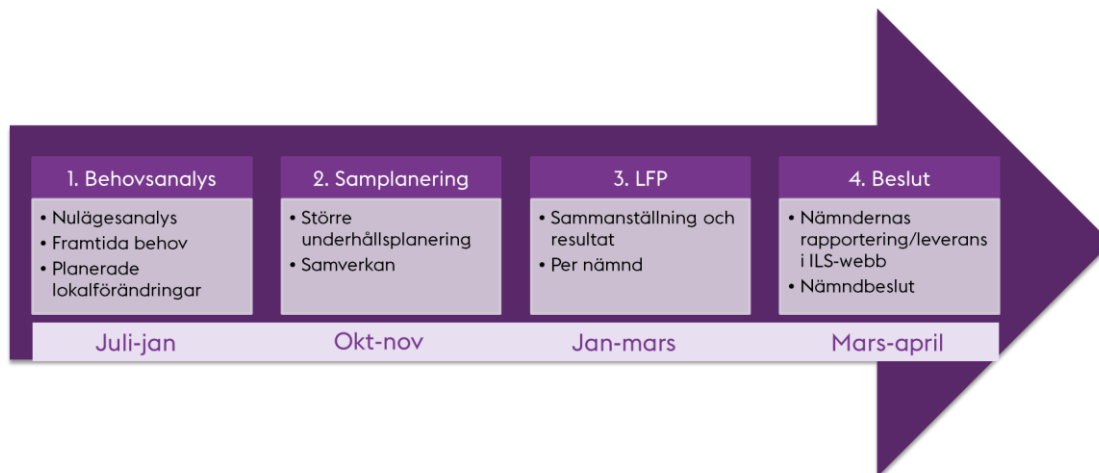 1. Behovsanalys
• Nulägesanalys
• Framtida behov
• Planerade
lokalförändringar
Juli-jan
2. Samplanering
• Större
underhållsplanering
• Samverkan
Okt-nov
3. LFP
• Sammanställning och
resultat
• Per nämnd
Jan-mars
4. Beslut
• Nämndernas
rapportering/leverans
i ILS-webb
• Nämndbeslut
Mars-april